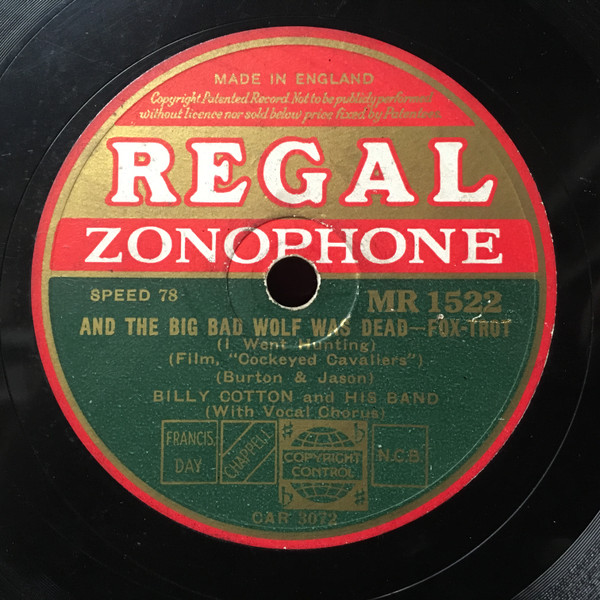 MADE IN ENGLAND
Copyright Patented Record. Not to be publicly performed
without licence nor sold below price fixed by Patentees.
REGAL
ZONOPHONE
SPEED 78 MR 1522
AND THE BIG BAD WOLF WAS DEAD—FOX-TROT
(I Went Hunting)
(Film, "Cockeyed Cavaliers")
(Burton & Jason)
BILLY COTTON and HIS BAND
(With Vocal Chorus)
FRANCIS, DAY CHAPPELL COPYRIGHT CONTROL N.C.B.
CAR 3072